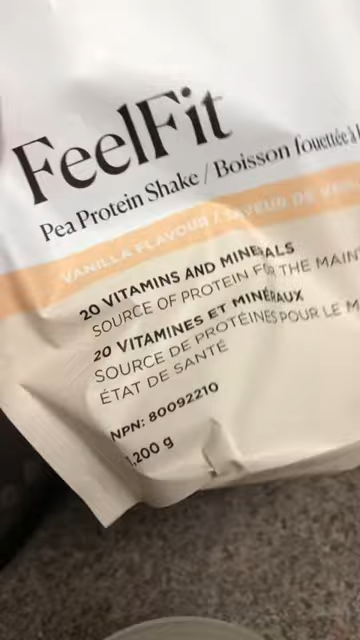 FeelFit
Pea Protein Shake / Boisson fouettée à
VANILLA FLAVOUR / SAVEUR DE
20 VITAMINS AND MINERALS
SOURCE OF PROTEIN FOR THE
20 VITAMINES ET MINÉRAUX
SOURCE DE PROTÉINES POUR LE
ÉTAT DE SANTÉ
NPN: 80092210
1,200 g